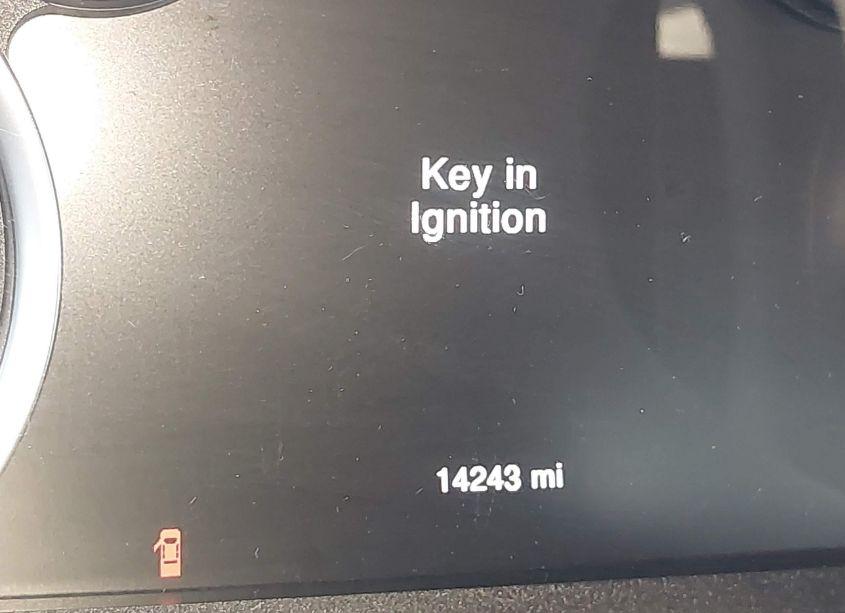 Key in
Ignition
14243 mi